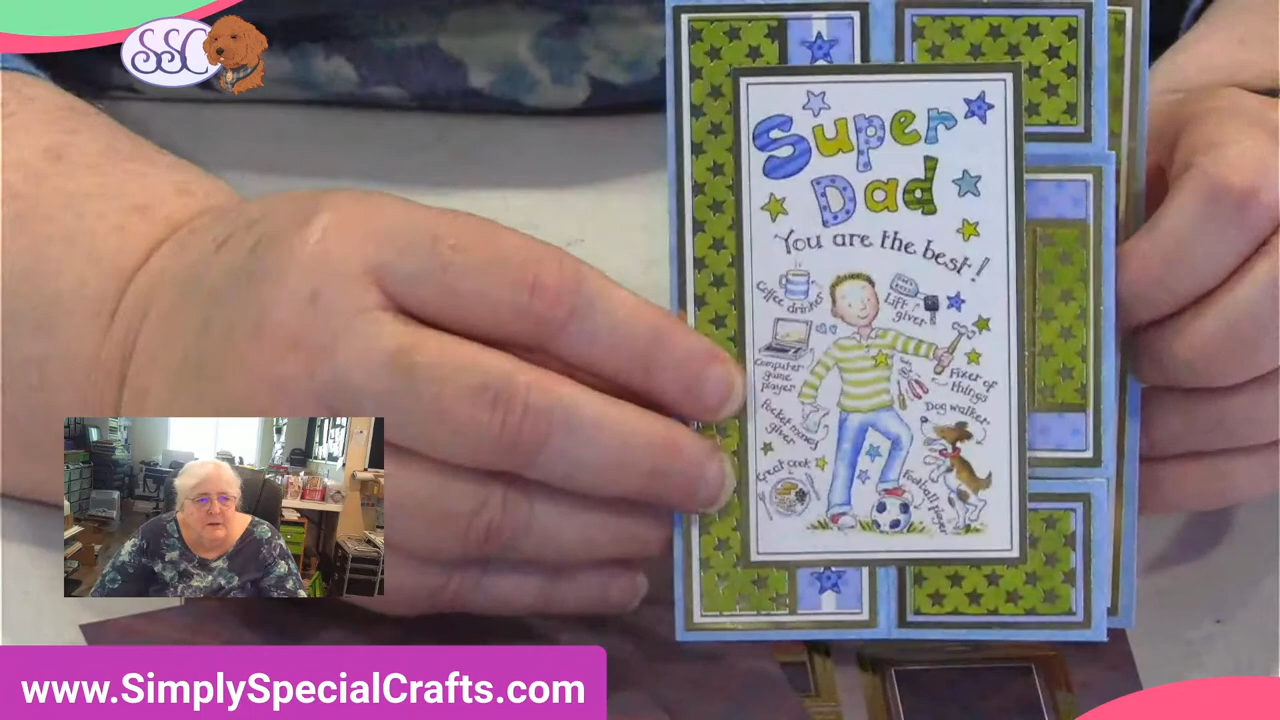 SSC
Super
Dad
You are the best!
Coffee drinker
Lift
giver
Computer
game
player
Fixer of
things
Pocket money
giver
Dog walker
Great cook
Football player
www.SimplySpecialCrafts.com